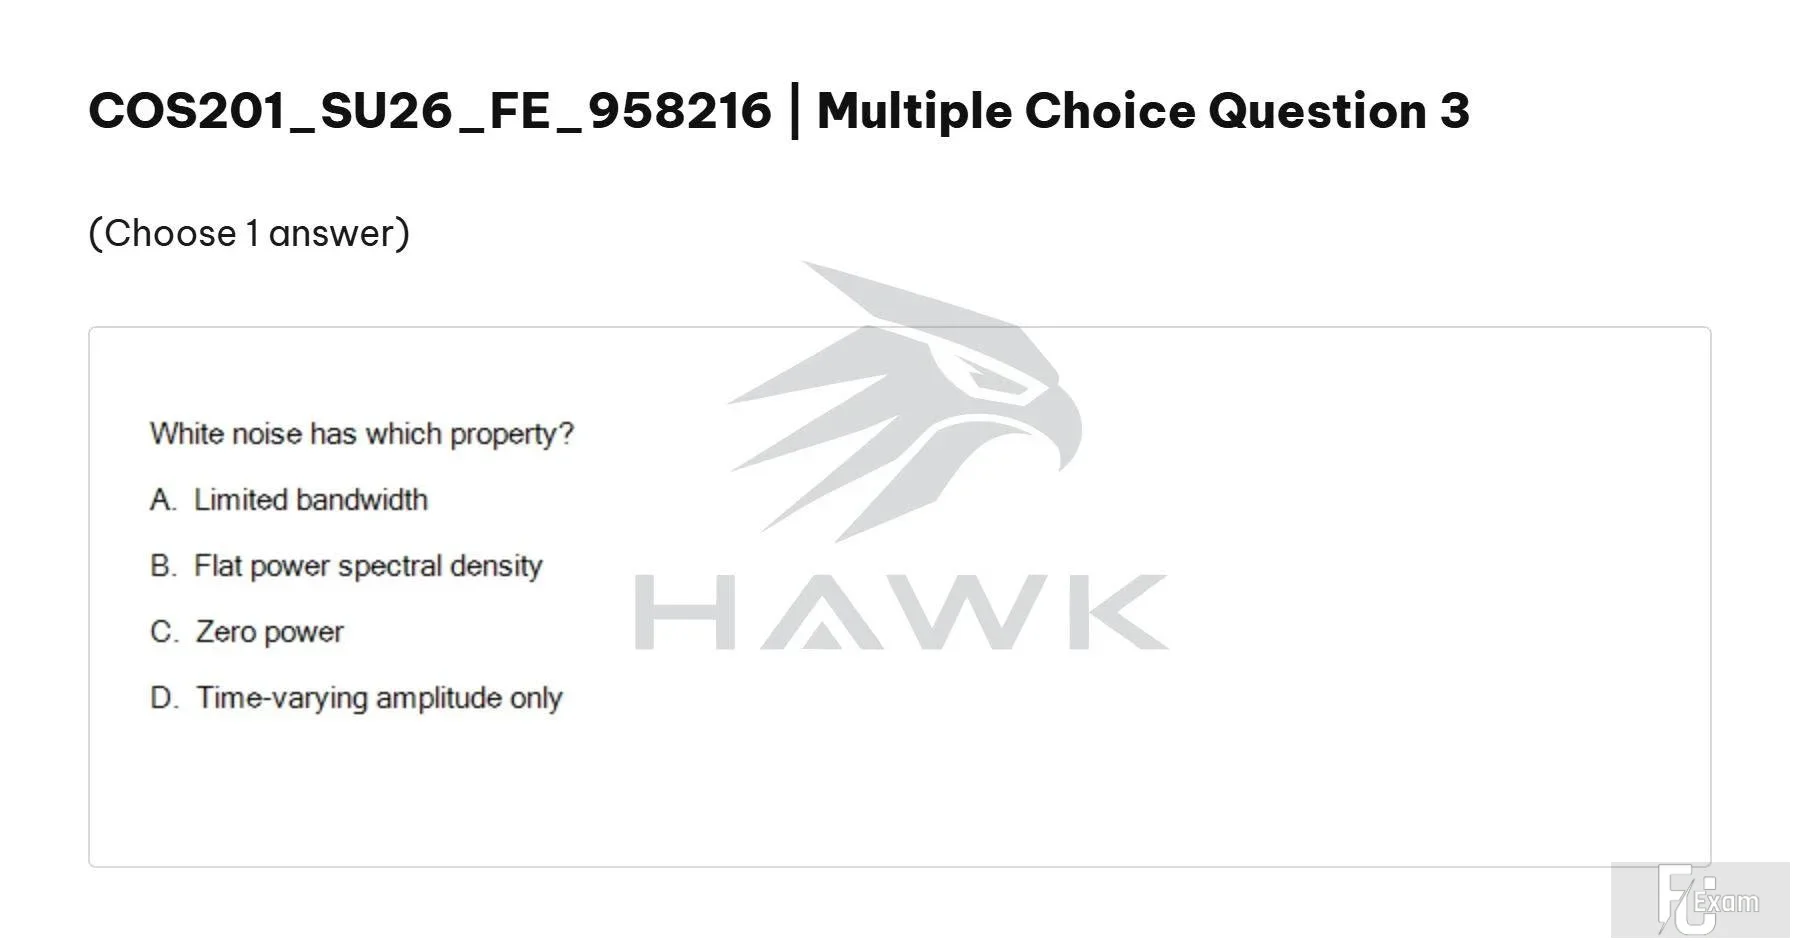 COS201_SU26_FE_958216 | Multiple Choice Question 3
(Choose 1 answer)
White noise has which property?
A. Limited bandwidth
B. Flat power spectral density
C. Zero power
D. Time-varying amplitude only
HAWK
FU Exam